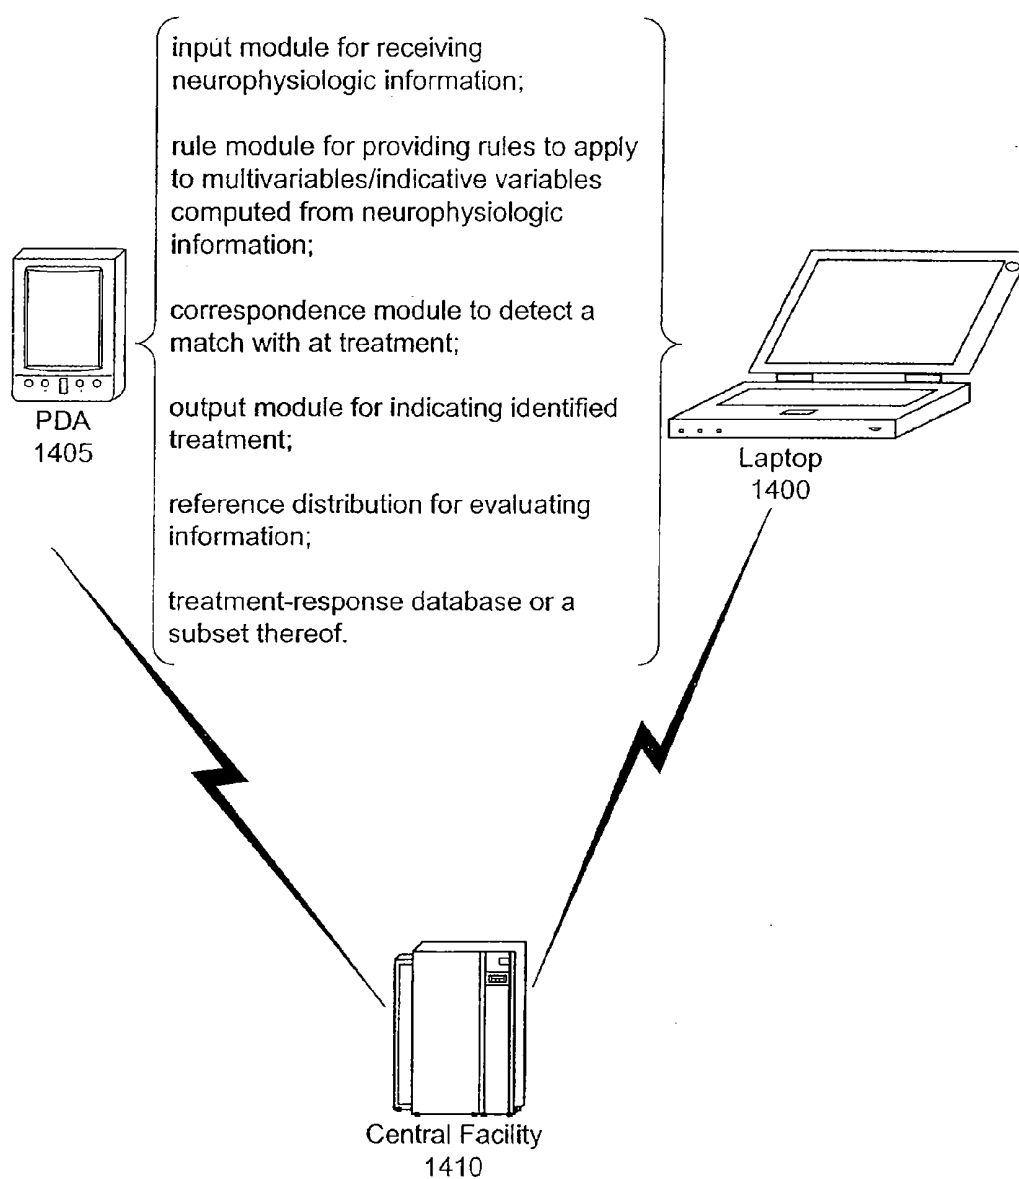 input module for receiving
neurophysiologic information;
rule module for providing rules to apply
to multivariables/indicative variables
computed from neurophysiologic
information;
correspondence module to detect a
match with at treatment;
output module for indicating identified
treatment;
reference distribution for evaluating
information;
treatment-response database or a
subset thereof.
PDA
1405
Laptop
1400
Central Facility
1410